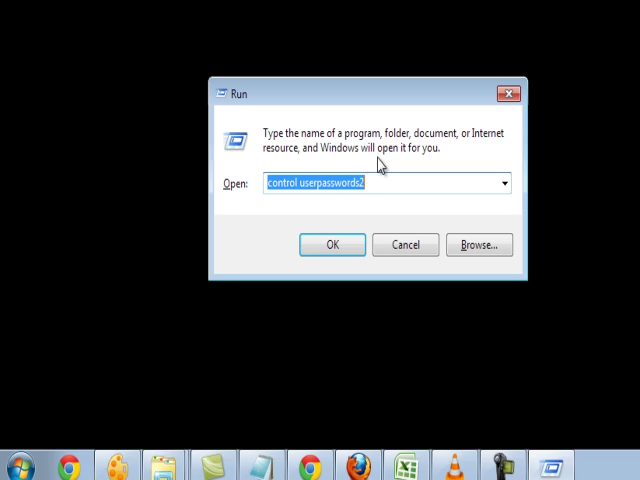 Run
Type the name of a program, folder, document, or Internet
resource, and Windows will open it for you.
Open:
control userpasswords2
OK
Cancel
Browse...